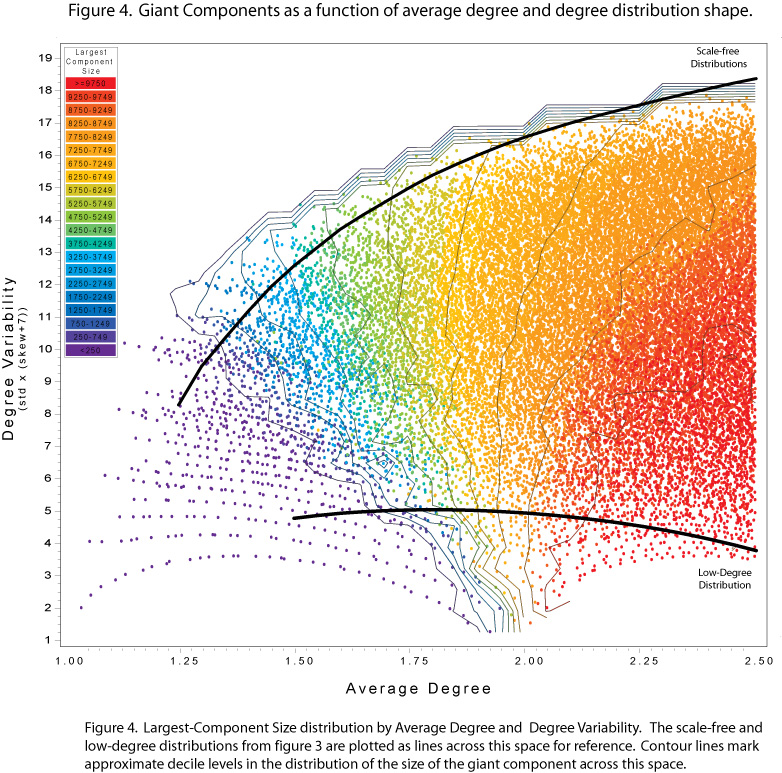 Figure 4. Giant Components as a function of average degree and degree distribution shape.
Largest
Component
Size
>=9750
9250-9749
8750-9249
8250-8749
7750-8249
7250-7749
6750-7249
6250-6749
5750-6249
5250-5749
4750-5249
4250-4749
3750-4249
3250-3749
2750-3249
2250-2749
1750-2249
1250-1749
750-1249
250-749
<250
Scale-free
Distributions
Low-Degree
Distribution
Degree Variability
(std x (skew+7))
19
18
17
16
15
14
13
12
11
10
9
8
7
6
5
4
3
2
1
1.00 1.25 1.50 1.75 2.00 2.25 2.50
Average Degree
Figure 4. Largest-Component Size distribution by Average Degree and Degree Variability. The scale-free and
low-degree distributions from figure 3 are plotted as lines across this space for reference. Contour lines mark
approximate decile levels in the distribution of the size of the giant component across this space.